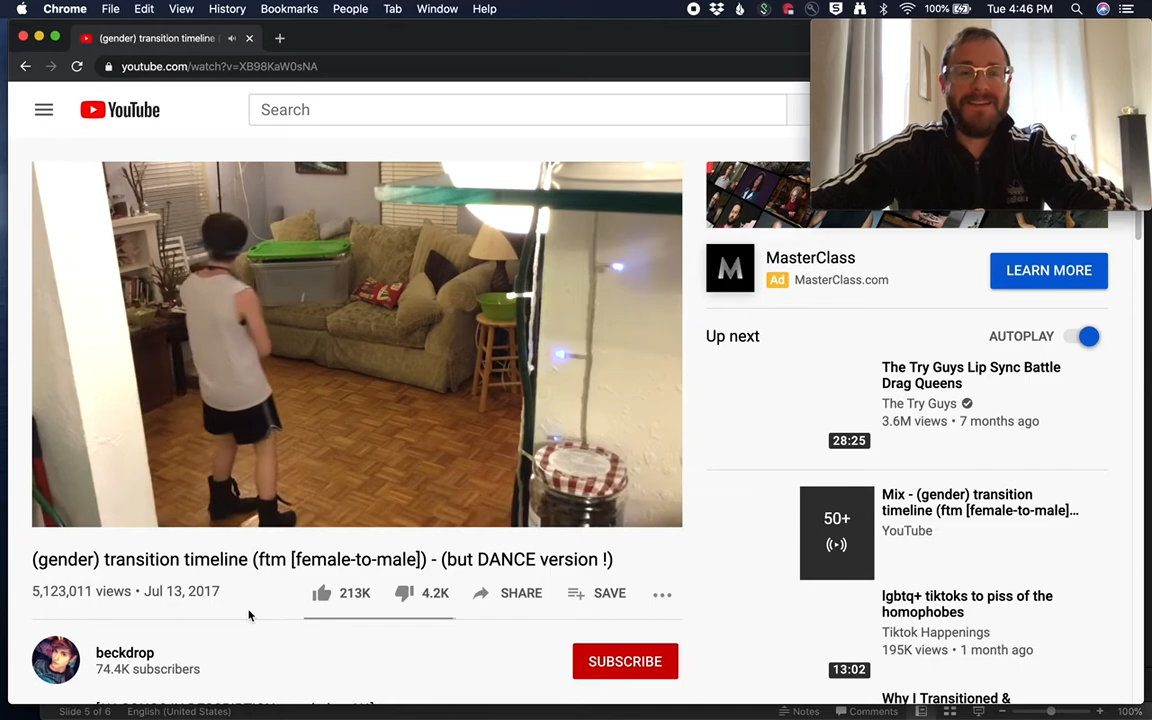 Chrome File Edit View History Bookmarks People Tab Window Help 100% Tue 4:46 PM
(gender) transition timeline
youtube.com/watch?v=XB98KaW0sNA
YouTube
Search
MasterClass
Ad MasterClass.com
LEARN MORE
Up next
AUTOPLAY
The Try Guys Lip Sync Battle
Drag Queens
The Try Guys
3.6M views • 7 months ago
28:25
Mix - (gender) transition
timeline (ftm [female-to-male]...
YouTube
50+
(gender) transition timeline (ftm [female-to-male]) - (but DANCE version !)
5,123,011 views • Jul 13, 2017
213K
4.2K
SHARE
SAVE
lgbtq+ tiktoks to piss of the
homophobes
Tiktok Happenings
195K views • 1 month ago
13:02
beckdrop
74.4K subscribers
SUBSCRIBE
Why I Transitioned &
Slide 5 of 6 English (United States) Notes Comments 100%